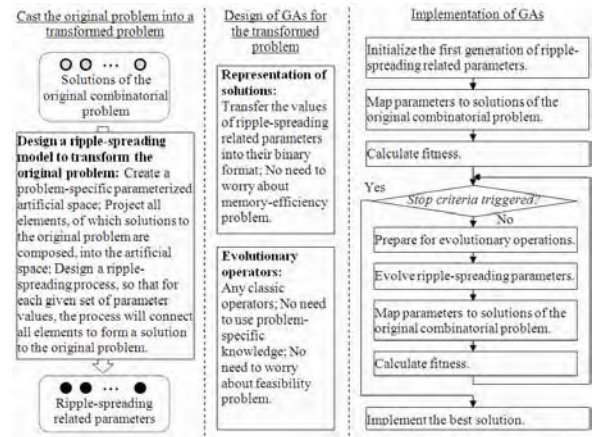 Cast the original problem into a
transformed problem
Solutions of the
original combinatorial
problem
Design a ripple-spreading
model to transform the
original problem: Create a
problem-specific parameterized
artificial space; Project all
elements, of which solutions to
the original problem are
composed, into the artificial
space; Design a ripple-
spreading process, so that for
each given set of parameter
values, the process will connect
all elements to form a solution
to the original problem.
Ripple-spreading
related parameters
Design of GAs for
the transformed
problem
Representation of
solutions:
Transfer the values
of ripple-spreading
related parameters
into their binary
format; No need to
worry about
memory-efficiency
problem.
Evolutionary
operators:
Any classic
operators; No need
to use problem-
specific
knowledge; No
need to worry
about feasibility
problem.
Implementation of GAs
Initialize the first generation of ripple-
spreading related parameters.
Map parameters to solutions of the
original combinatorial problem.
Calculate fitness.
Yes
Stop criteria triggered?
No
Prepare for evolutionary operations.
Evolve ripple-spreading parameters.
Map parameters to solutions of the
original combinatorial problem.
Calculate fitness.
Implement the best solution.